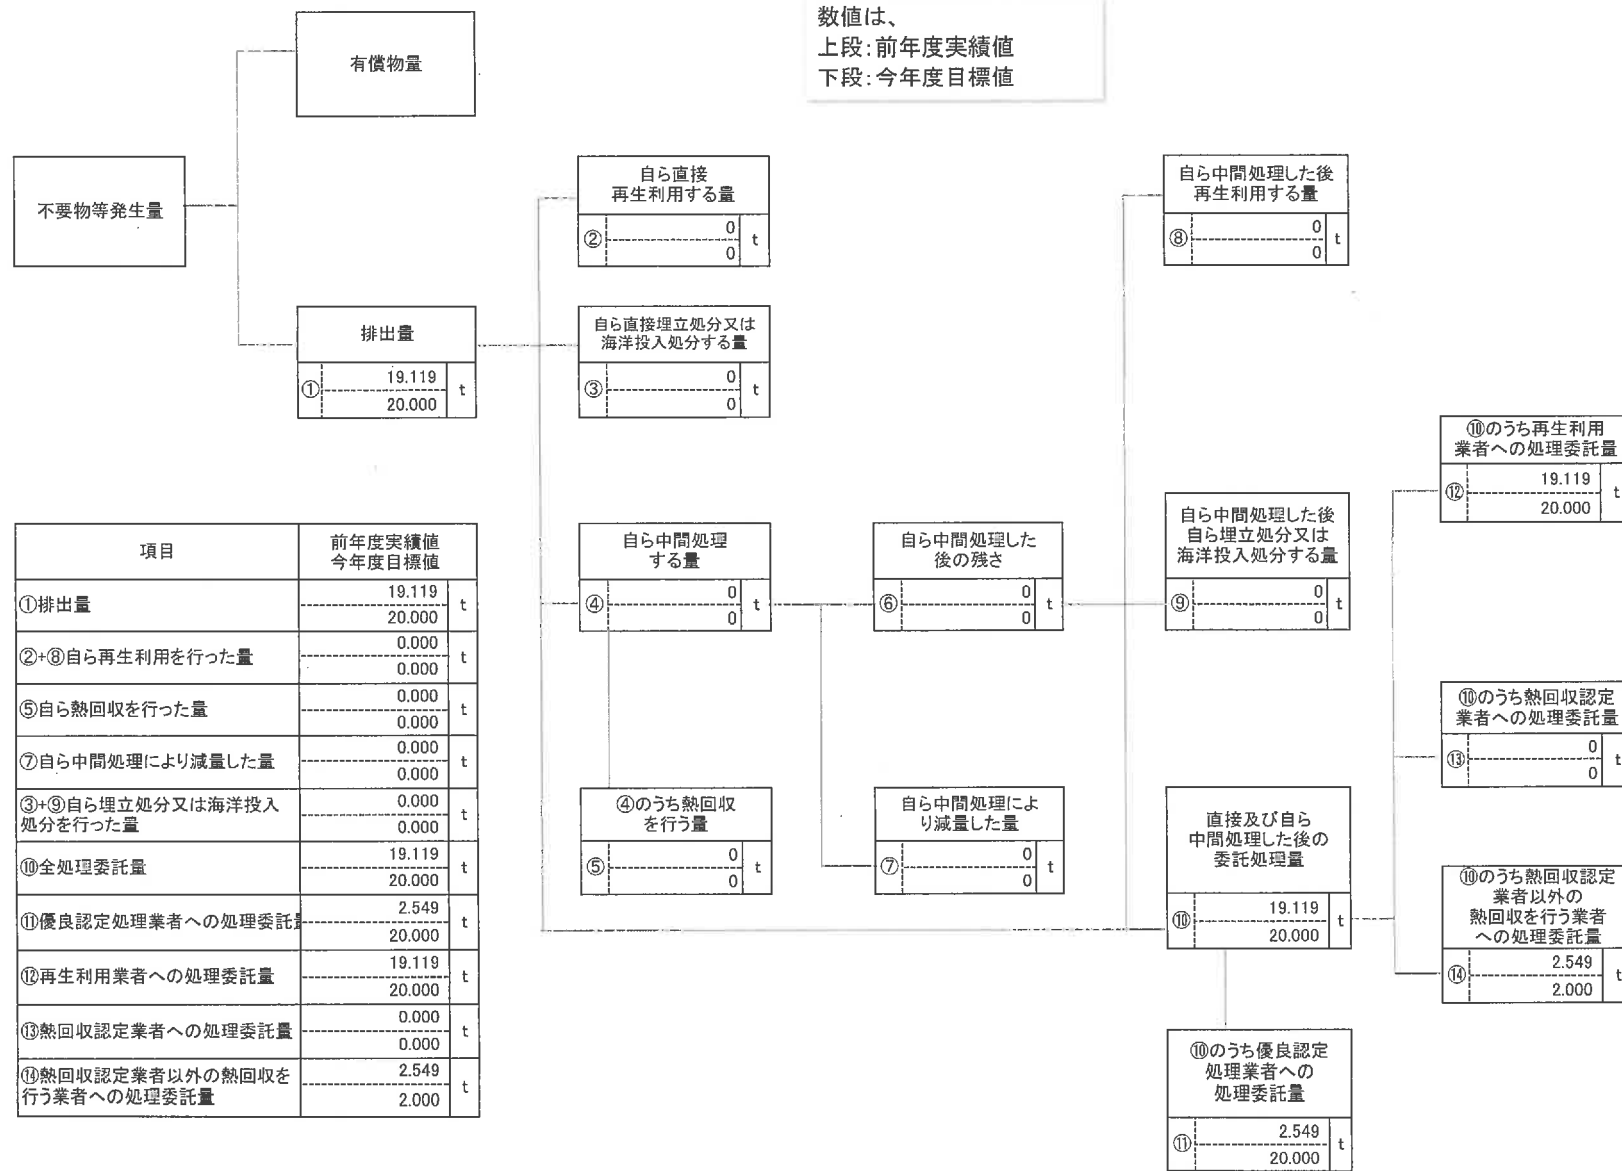 数値は、
上段：前年度実績値
下段：今年度目標値
有償物量
不要物等発生量
排出量
① 19.119 t
20.000
自ら直接
再生利用する量
② 0 t
0
自ら直接埋立処分又は
海洋投入処分する量
③ 0 t
0
自ら中間処理
する量
④ 0 t
0
④のうち熱回収
を行う量
⑤ 0 t
0
自ら中間処理した
後の残さ
⑥ 0 t
0
自ら中間処理によ
り減量した量
⑦ 0 t
0
自ら中間処理した後
再生利用する量
⑧ 0 t
0
自ら中間処理した後
自ら埋立処分又は
海洋投入処分する量
⑨ 0 t
0
直接及び自ら
中間処理した後の
委託処理量
⑩ 19.119 t
20.000
⑩のうち優良認定
処理業者への
処理委託量
⑪ 2.549 t
20.000
⑩のうち再生利用
業者への処理委託量
⑫ 19.119 t
20.000
⑩のうち熱回収認定
業者への処理委託量
⑬ 0 t
0
⑩のうち熱回収認定
業者以外の
熱回収を行う業者
への処理委託量
⑭ 2.549 t
2.000
項目 前年度実績値
今年度目標値
①排出量 19.119 t
20.000
②+⑧自ら再生利用を行った量 0.000 t
0.000
⑤自ら熱回収を行った量 0.000 t
0.000
⑦自ら中間処理により減量した量 0.000 t
0.000
③+⑨自ら埋立処分又は海洋投入
処分を行った量 0.000 t
0.000
⑩全処理委託量 19.119 t
20.000
⑪優良認定処理業者への処理委託 2.549 t
20.000
⑫再生利用業者への処理委託量 19.119 t
20.000
⑬熱回収認定業者への処理委託量 0.000 t
0.000
⑭熱回収認定業者以外の熱回収を
行う業者への処理委託量 2.549 t
2.000